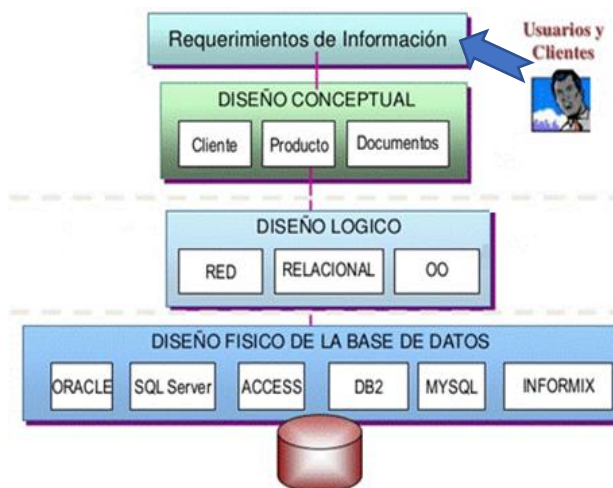 Requerimientos de Información
Usuarios y
Clientes
DISEÑO CONCEPTUAL
Cliente
Producto
Documentos
DISEÑO LOGICO
RED
RELACIONAL
OO
DISEÑO FISICO DE LA BASE DE DATOS
ORACLE
SQL Server
ACCESS
DB2
MYSQL
INFORMIX